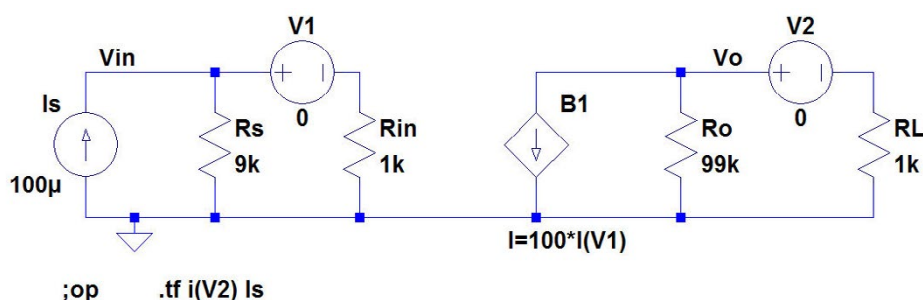 V1
V2
Vin
Vo
Is
+
+
B1
Rs
0
Rin
Ro
0
RL
9k
1k
99k
1k
100µ
I=100*I(V1)
;op
.tf i(V2) Is